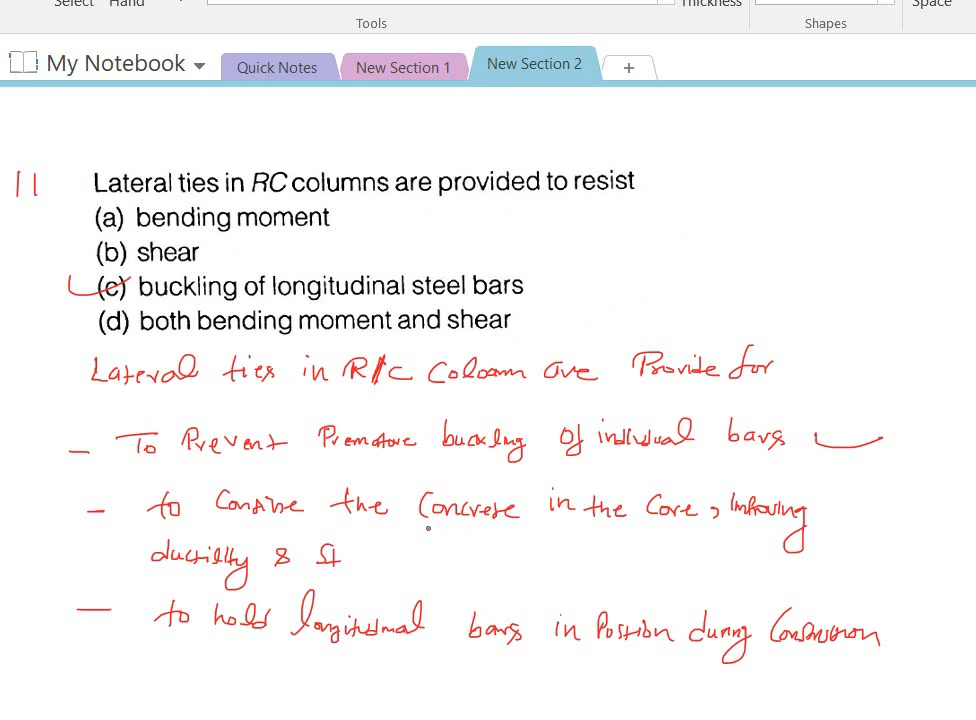 Select Hand Thickness Space
Tools Shapes
My Notebook Quick Notes New Section 1 New Section 2 +
11 Lateral ties in RC columns are provided to resist
(a) bending moment
(b) shear
(c) buckling of longitudinal steel bars
(d) both bending moment and shear
Lateral ties in R/C Column are Provide for
- To Prevent Premature buckling of individual bars
- to Confine the Concrete in the Core, Improving
ductility & St
- to hold longitudinal bars in Position during Construction